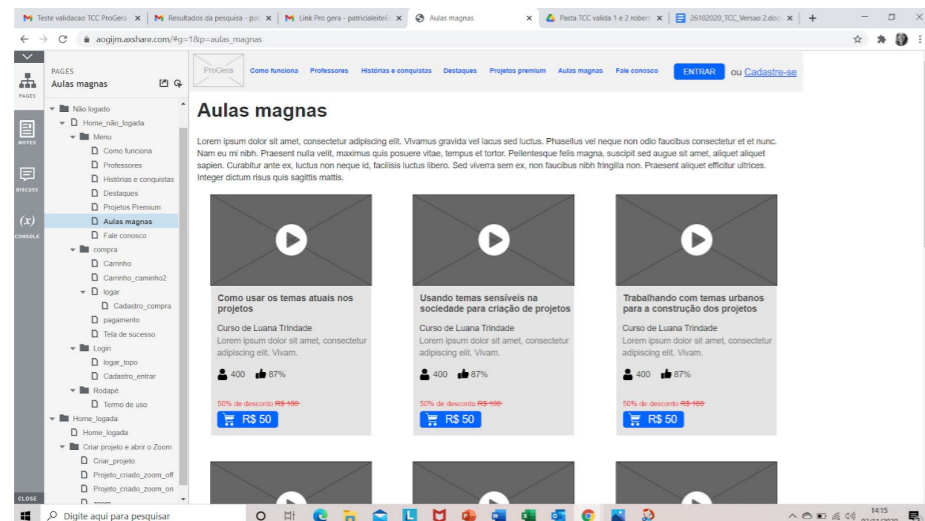 Teste validacao TCC ProGera
Resultados da pesquisa - pat
Link Pro gera - patricialeite
Aulas magnas
Pasta TCC valida 1 e 2 robert
26102020_TCC_Versao 2.doc
aogijm.axshare.com/#g=1&p=aulas_magnas
PAGES
Aulas magnas
PAGES
NOTES
DISCUSS
(x)
CONSOLE
CLOSE
Não logado
Home_não_logada
Menu
Como funciona
Professores
Histórias e conquistas
Destaques
Projetos Premium
Aulas magnas
Fale conosco
compra
Carrinho
Carrinho_caminho2
logar
Cadastro_compra
pagamento
Tela de sucesso
Login
logar_topo
Cadastro_entrar
Rodapé
Termo de uso
Home_logada
Home_logada
Criar projeto e abrir o Zoom
Criar_projeto
Projeto_criado_zoom_off
Projeto_criado_zoom_on
zoom
ProGera Como funciona Professores Histórias e conquistas Destaques Projetos premium Aulas magnas Fale conosco ENTRAR ou Cadastre-se
Aulas magnas
Lorem ipsum dolor sit amet, consectetur adipiscing elit. Vivamus gravida vel lacus sed luctus. Phasellus vel neque non odio faucibus consectetur et et nunc.
Nam eu mi nibh. Praesent nulla velit, maximus quis posuere vitae, tempus et tortor. Pellentesque felis magna, suscipit sed augue sit amet, aliquet aliquet
sapien. Curabitur ante ex, luctus non neque id, facilisis luctus libero. Sed viverra sem ex, non faucibus nibh fringilla non. Praesent aliquet efficitur ultrices.
Integer dictum risus quis sagittis mattis.
Como usar os temas atuais nos
projetos
Curso de Luana Trindade
Lorem ipsum dolor sit amet, consectetur
adipiscing elit. Vivam.
400 87%
50% de desconto R$ 100
R$ 50
Usando temas sensíveis na
sociedade para criação de projetos
Curso de Luana Trindade
Lorem ipsum dolor sit amet, consectetur
adipiscing elit. Vivam.
400 87%
50% de desconto R$ 100
R$ 50
Trabalhando com temas urbanos
para a construção dos projetos
Curso de Luana Trindade
Lorem ipsum dolor sit amet, consectetur
adipiscing elit. Vivam.
400 87%
50% de desconto R$ 100
R$ 50
Digite aqui para pesquisar
14:15